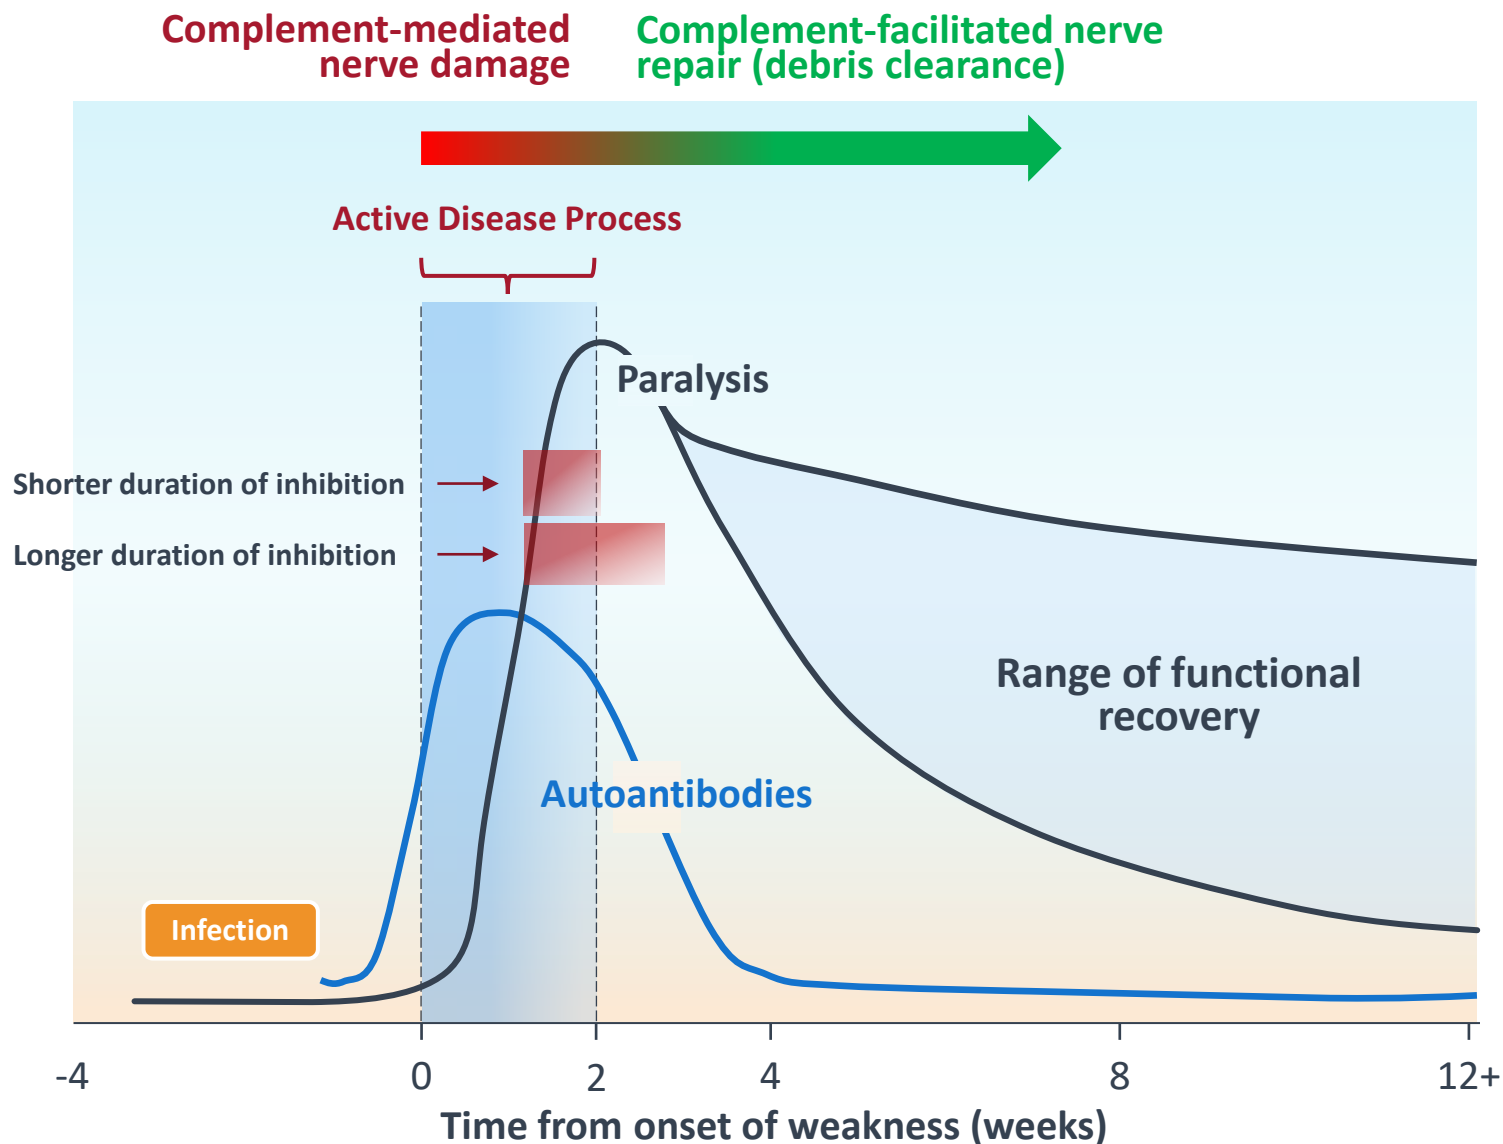 Complement-mediated
nerve damage
Complement-facilitated nerve
repair (debris clearance)
Active Disease Process
Paralysis
Shorter duration of inhibition
Longer duration of inhibition
Range of functional
recovery
Autoantibodies
Infection
-4 0 2 4 8 12+
Time from onset of weakness (weeks)